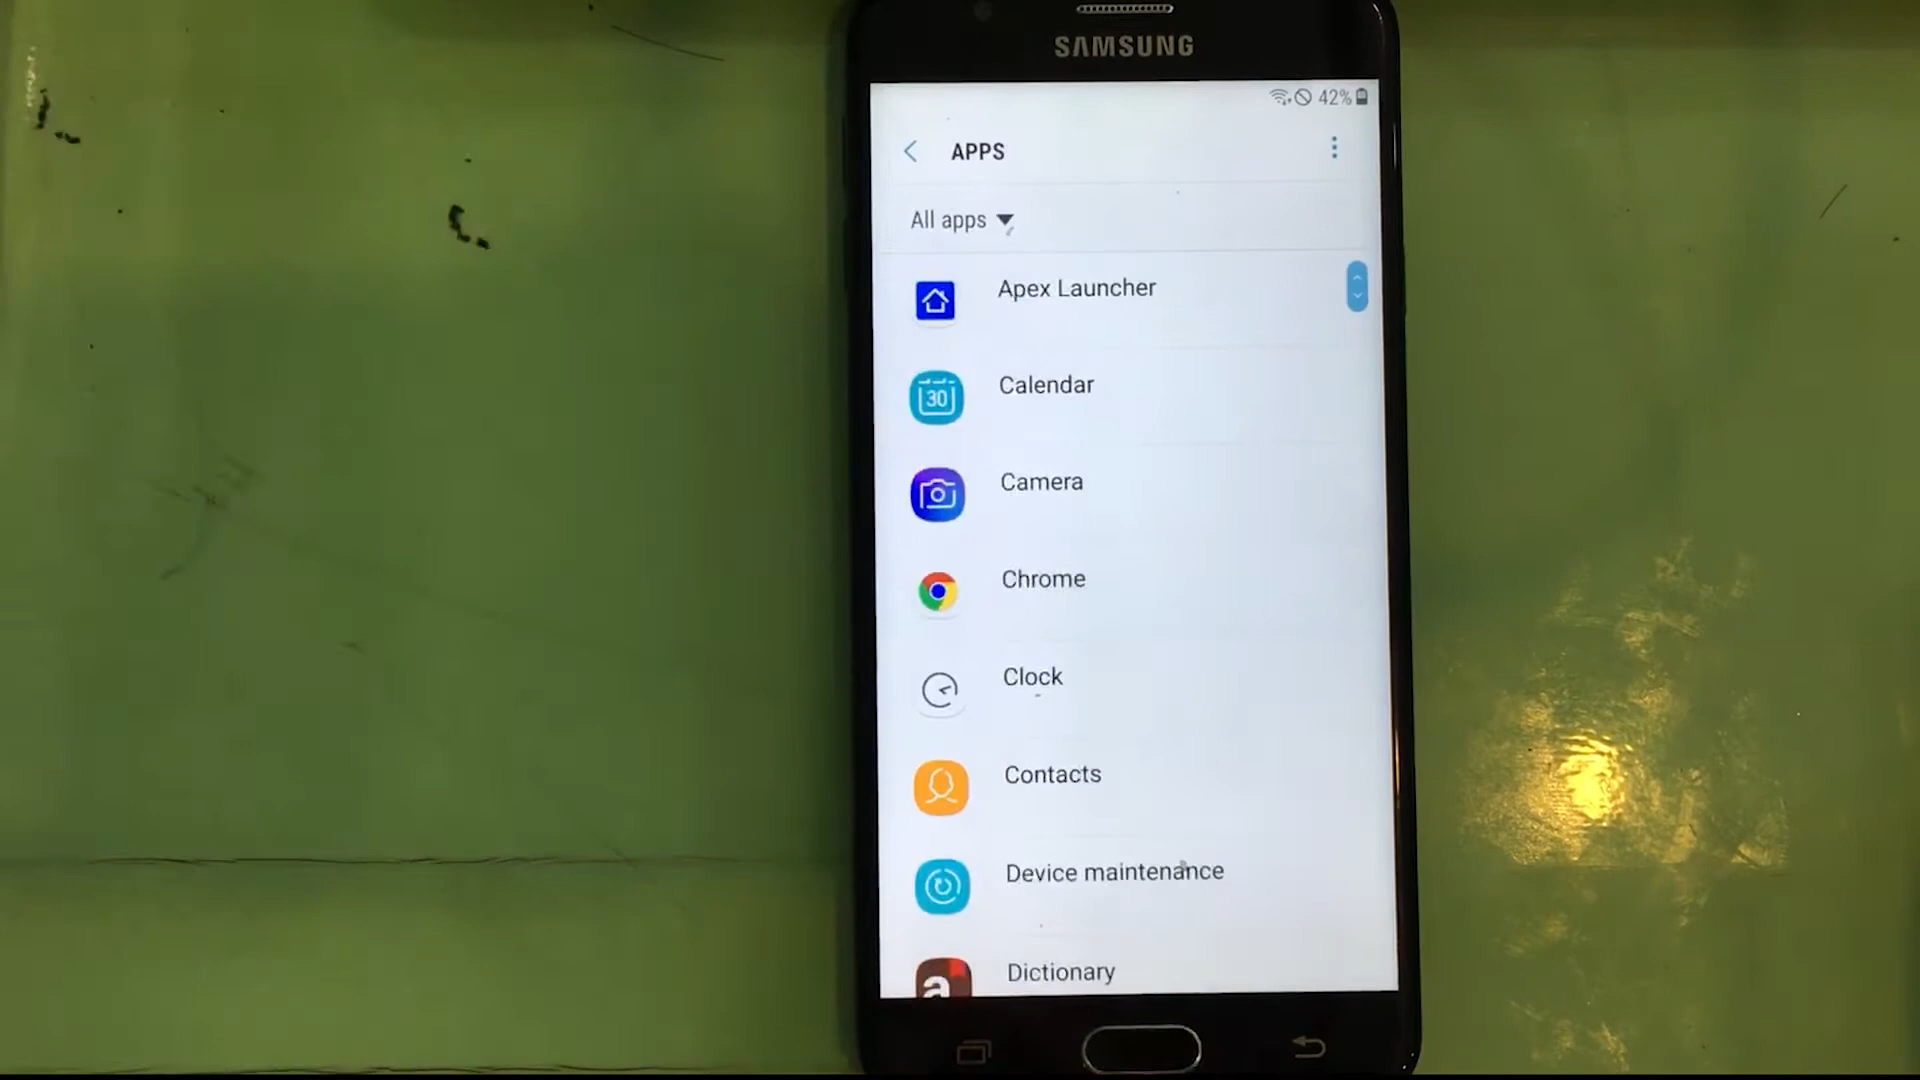 SAMSUNG
42%
APPS
All apps
Apex Launcher
30
Calendar
Camera
Chrome
Clock
Contacts
Device maintenance
a
Dictionary